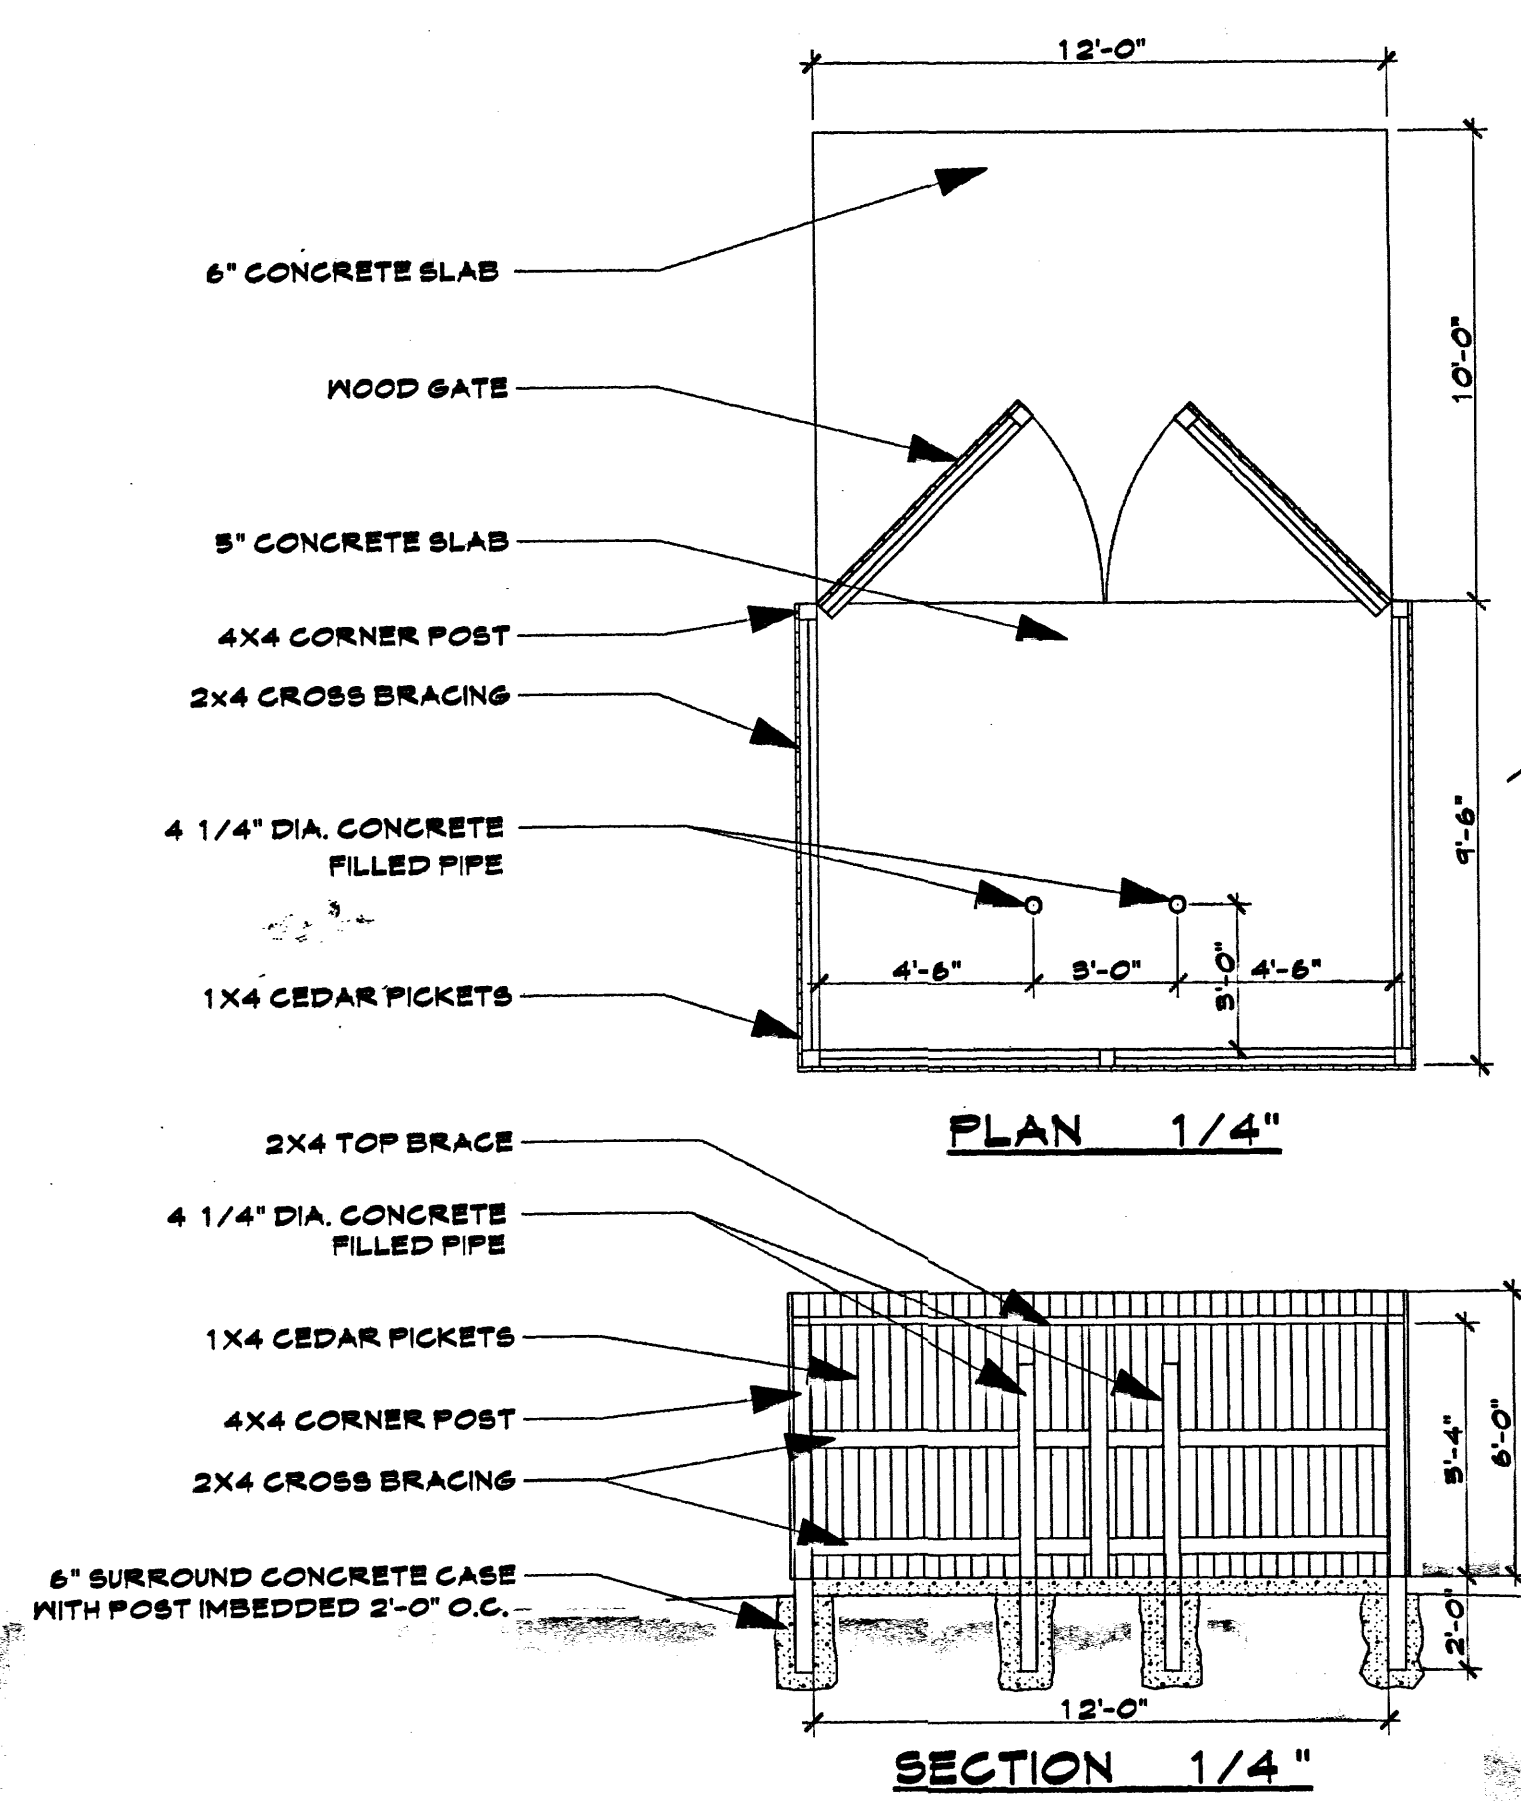 12'-0"
6" CONCRETE SLAB
10'-0"
WOOD GATE
5" CONCRETE SLAB
4X4 CORNER POST
2x4 CROSS BRACING
4 1/4" DIA. CONCRETE
FILLED PIPE
9'-6"
4'-6" 3'-0" 3'-0" 4'-6"
1X4 CEDAR PICKETS
PLAN 1/4"
2X4 TOP BRACE
4 1/4" DIA. CONCRETE
FILLED PIPE
1X4 CEDAR PICKETS
4X4 CORNER POST
5'-4" 6'-0"
2X4 CROSS BRACING
6" SURROUND CONCRETE CASE
WITH POST IMBEDDED 2'-0" O.C.
2'-0"
12'-0"
SECTION 1/4"